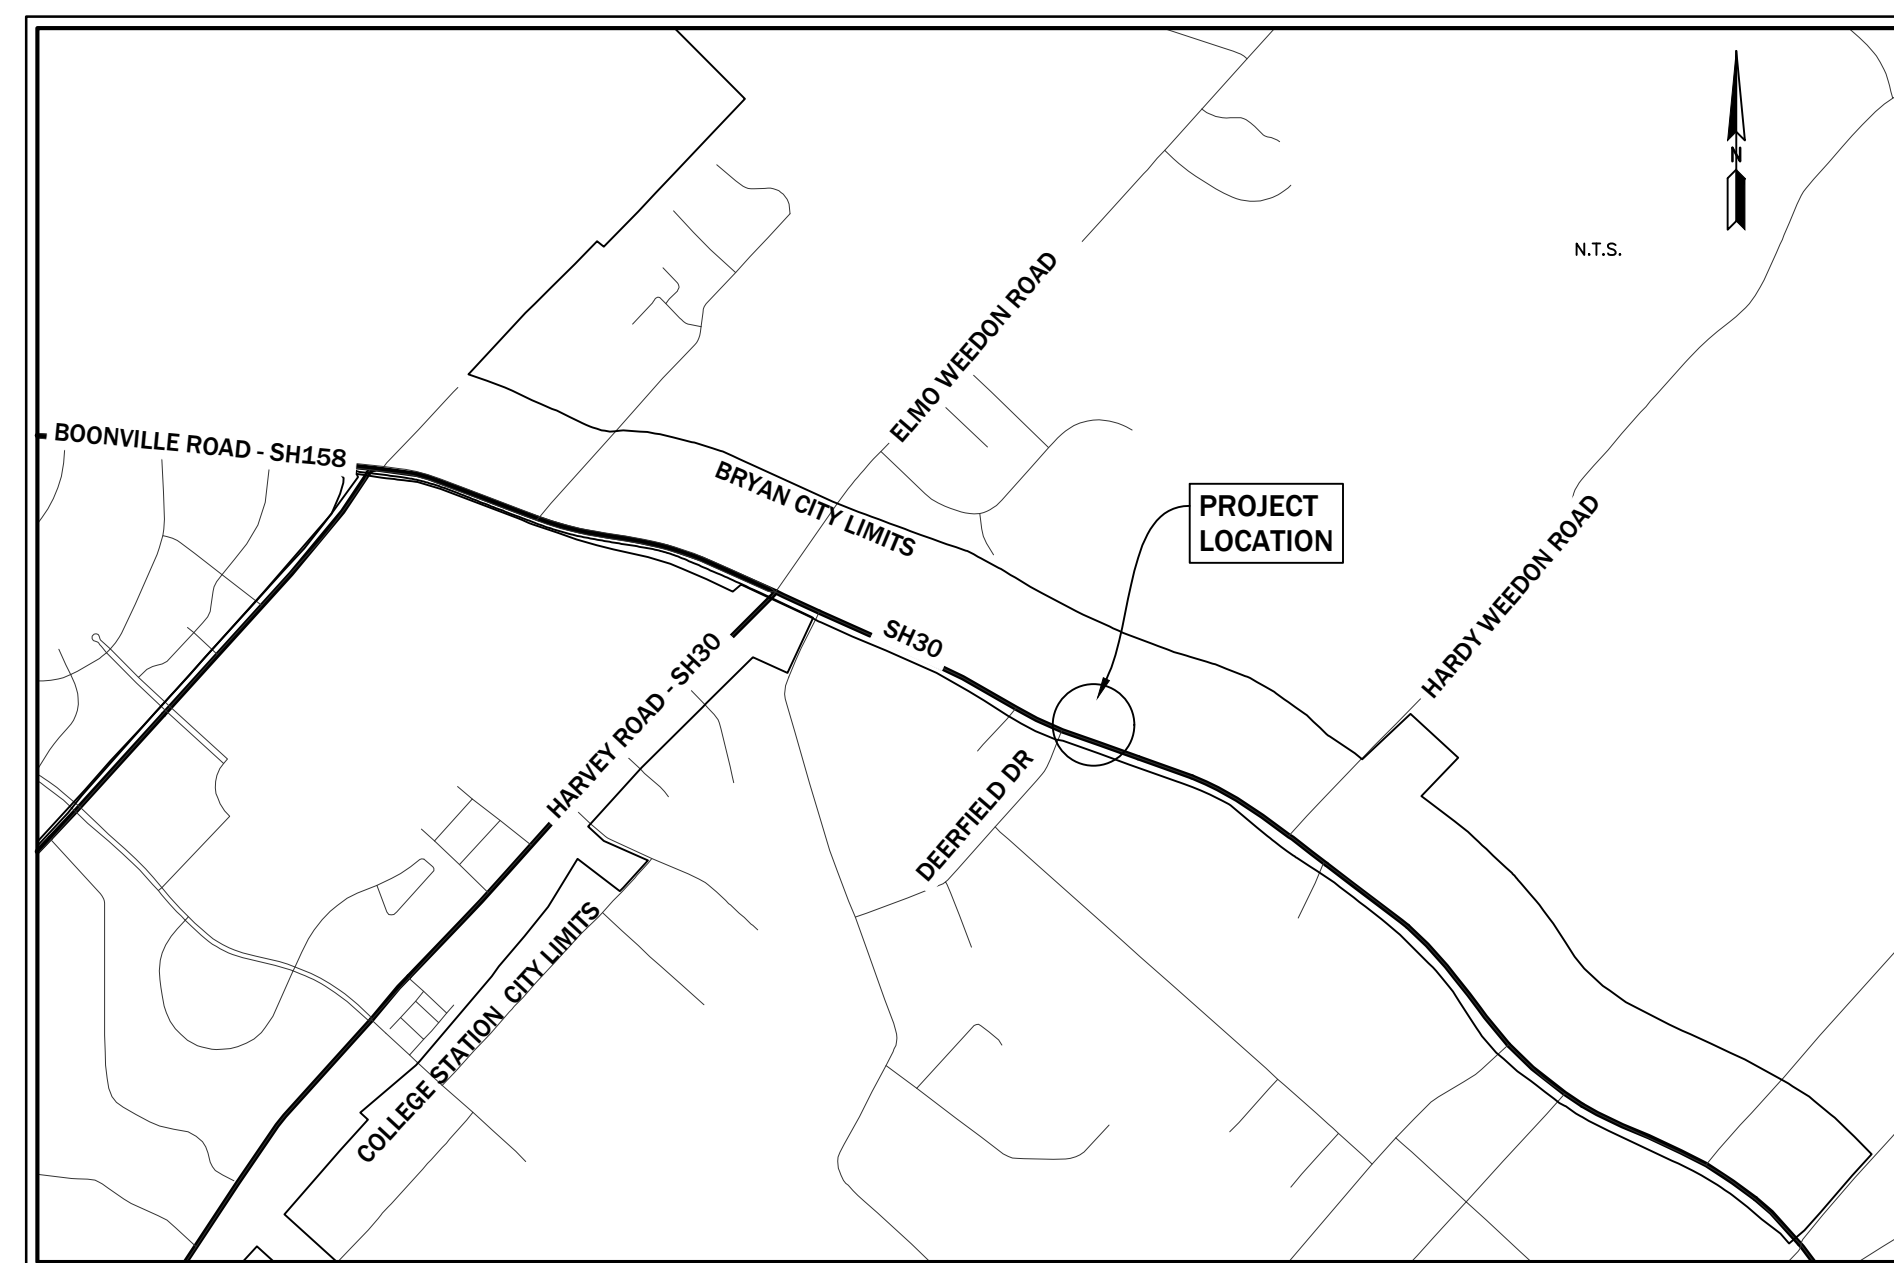 N
N.T.S.
ELMO WEEDON ROAD
BOONVILLE ROAD - SH158
BRYAN CITY LIMITS
PROJECT
LOCATION
HARDY WEEDON ROAD
SH30
HARVEY ROAD - SH30
DEERFIELD DR
COLLEGE STATION CITY LIMITS